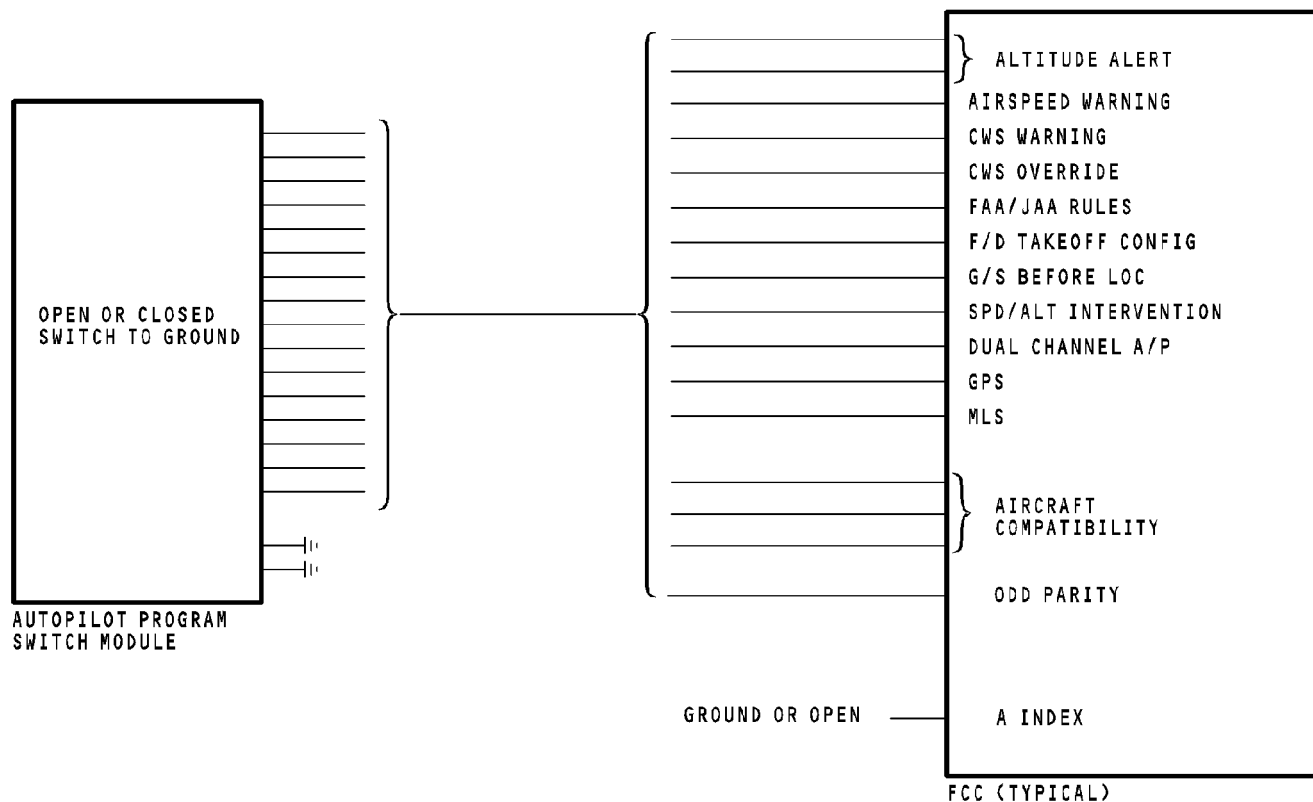 ALTITUDE ALERT
AIRSPEED WARNING
CWS WARNING
CWS OVERRIDE
FAA/JAA RULES
F/D TAKEOFF CONFIG
G/S BEFORE LOC
SPD/ALT INTERVENTION
DUAL CHANNEL A/P
GPS
MLS
AIRCRAFT
COMPATIBILITY
ODD PARITY
A INDEX
OPEN OR CLOSED
SWITCH TO GROUND
AUTOPILOT PROGRAM
SWITCH MODULE
GROUND OR OPEN
FCC (TYPICAL)